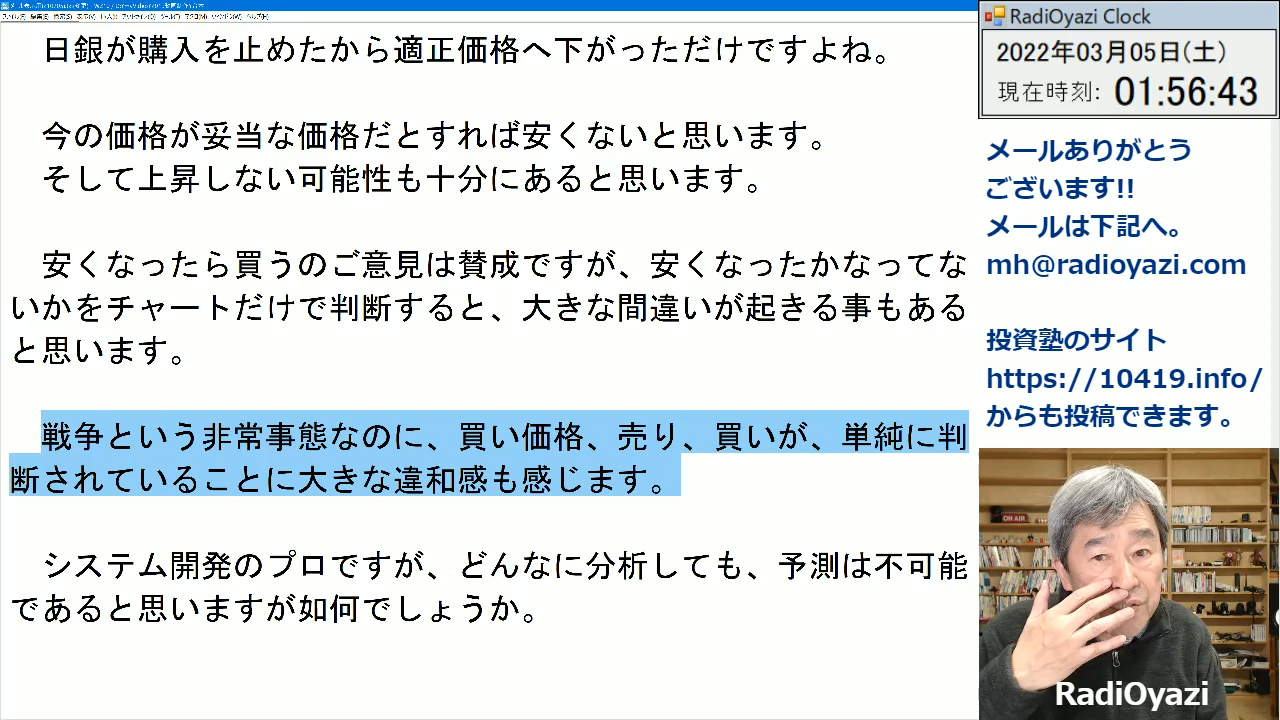 RadiOyazi Clock
2022年03月05日(土)
現在時刻: 01:56:43
日銀が購入を止めたから適正価格へ下がっただけですよね。
今の価格が妥当な価格だとすれば安くないと思います。
そして上昇しない可能性も十分にあると思います。
安くなったら買うのご意見は賛成ですが、安くなったかなってな
いかをチャートだけで判断すると、大きな間違いが起きる事もある
と思います。
戦争という非常事態なのに、買い価格、売り、買いが、単純に判
断されていることに大きな違和感も感じます。
システム開発のプロですが、どんなに分析しても、予測は不可能
であると思いますが如何でしょうか。
メールありがとう
ございます!!
メールは下記へ。
mh@radioyazi.com
投資塾のサイト
https://10419.info/
からも投稿できます。
ON AIR
RadiOyazi